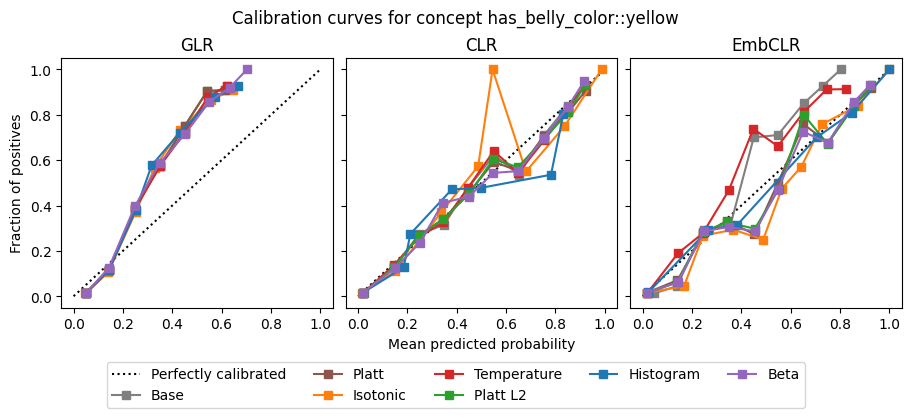 Calibration curves for concept has_belly_color::yellow
GLR
CLR
EmbCLR
Fraction of positives
1.0
0.8
0.6
0.4
0.2
0.0
0.0 0.2 0.4 0.6 0.8 1.0
0.0 0.2 0.4 0.6 0.8 1.0
0.0 0.2 0.4 0.6 0.8 1.0
Mean predicted probability
Perfectly calibrated
Base
Platt
Isotonic
Temperature
Platt L2
Histogram
Beta